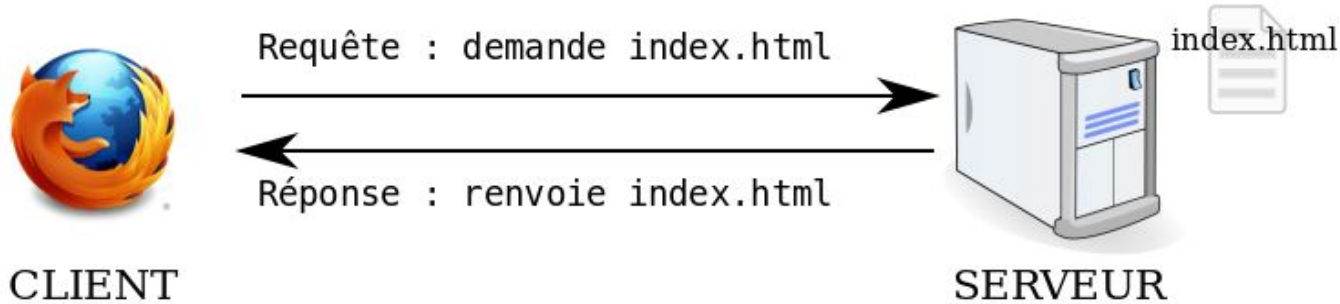 Requête : demande index.html
index.html
Réponse : renvoie index.html
CLIENT
SERVEUR